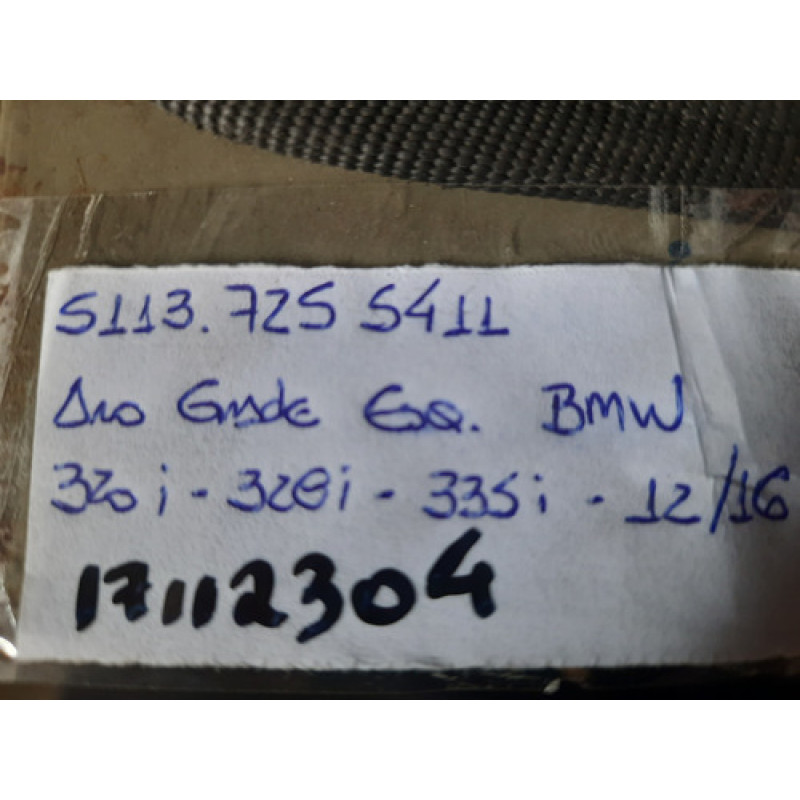 5113.725 5411
Aro Grade Esq. BMW
320i - 328i - 335i - 12/16
17112304